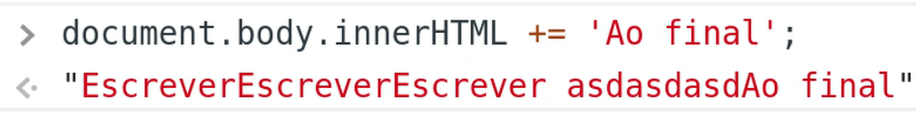 > document.body.innerHTML += 'Ao final';
< "EscreverEscreverEscrever asdasdasdAo final"